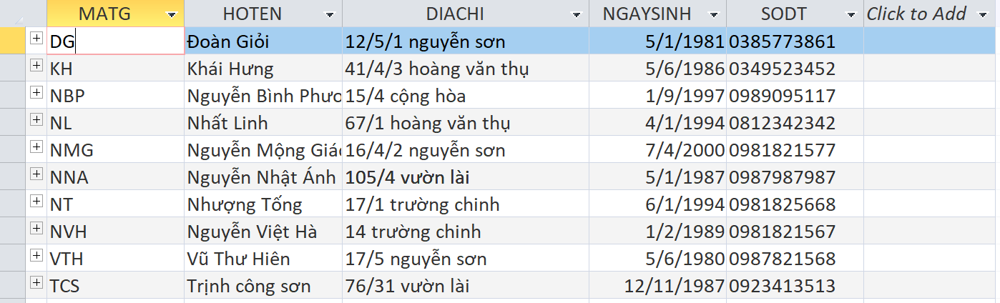 MATG HOTEN DIACHI NGAYSINH SODT Click to Add
DG Đoàn Giỏi 12/5/1 nguyễn sơn 5/1/1981 0385773861
KH Khái Hưng 41/4/3 hoàng văn thụ 5/6/1986 0349523452
NBP Nguyễn Bình Phươ 15/4 cộng hòa 1/9/1997 0989095117
NL Nhất Linh 67/1 hoàng văn thụ 4/1/1994 0812342342
NMG Nguyễn Mộng Giác 16/4/2 nguyễn sơn 7/4/2000 0981821577
NNA Nguyễn Nhật Ánh 105/4 vườn lài 5/1/1987 0987987987
NT Nhượng Tống 17/1 trường chinh 6/1/1994 0981825668
NVH Nguyễn Việt Hà 14 trường chinh 1/2/1989 0981821567
VTH Vũ Thư Hiên 17/5 nguyễn sơn 5/6/1980 0987821568
TCS Trịnh công sơn 76/31 vườn lài 12/11/1987 0923413513